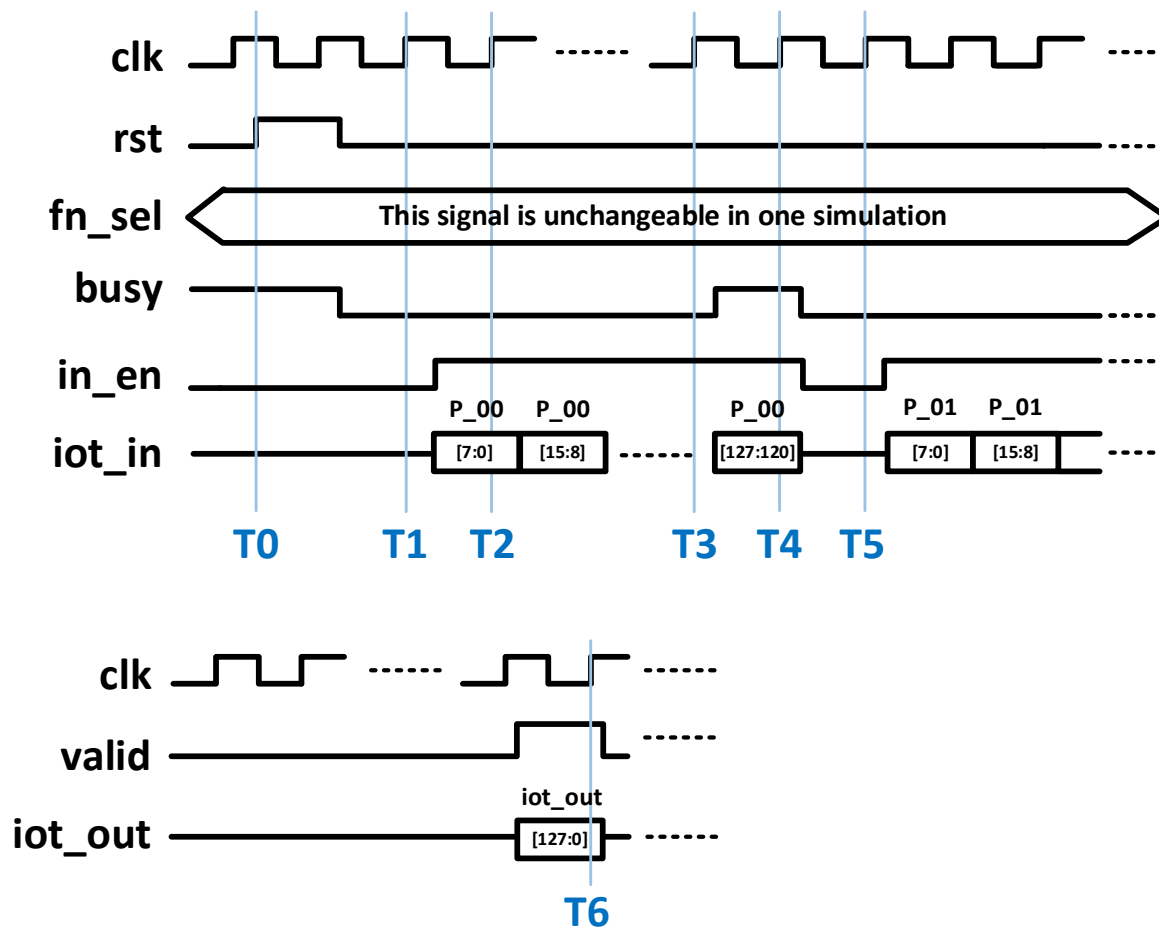 clk
rst
fn_sel
This signal is unchangeable in one simulation
busy
in_en
P_00 P_00 P_00 P_01 P_01
iot_in
[7:0] [15:8] [127:120] [7:0] [15:8]
T0 T1 T2 T3 T4 T5
clk
valid
iot_out
iot_out
[127:0]
T6